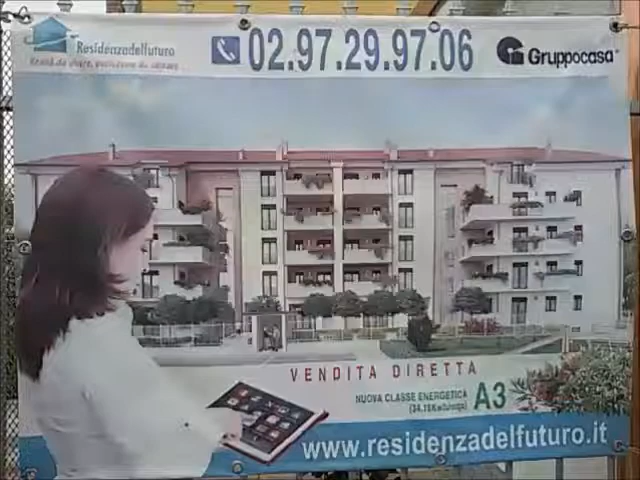 Residenzadelfuturo
02.97.29.97.06
Gruppocasa
VENDITA DIRETTA
NUOVA CLASSE ENERGETICA A3
www.residenzadelfuturo.it